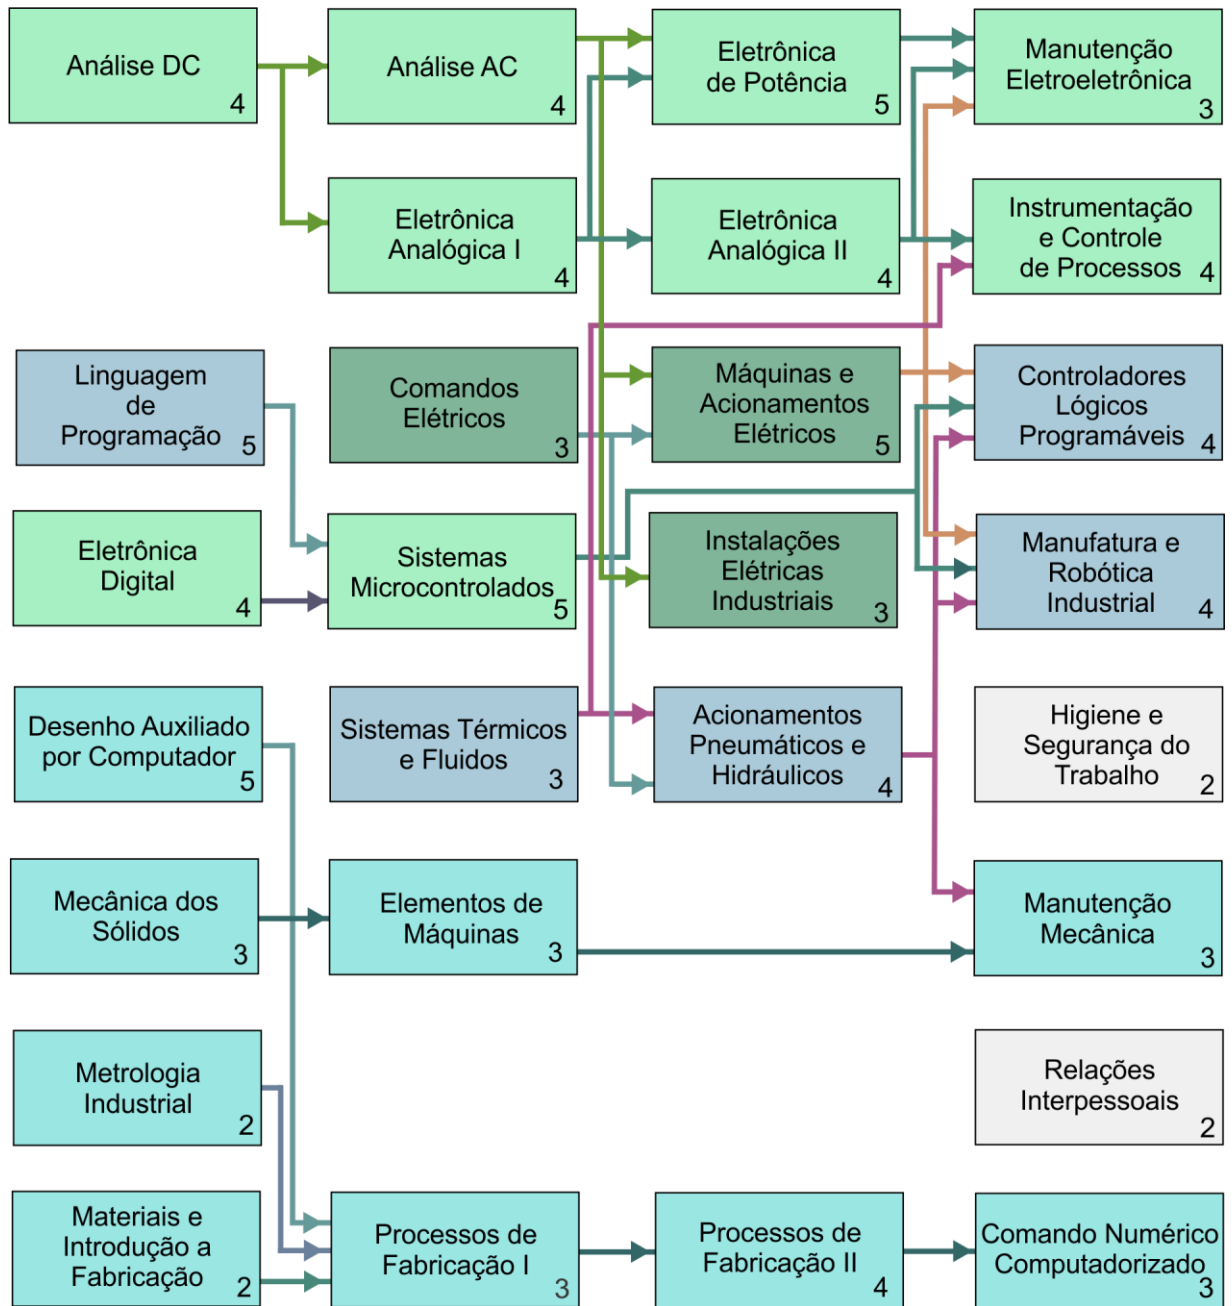 Análise DC
4
Análise AC
4
Eletrônica
de Potência
5
Manutenção
Eletroeletrônica
3
Eletrônica
Analógica I
4
Eletrônica
Analógica II
4
Instrumentação
e Controle
de Processos
4
Linguagem
de
Programação
5
Comandos
Elétricos
3
Máquinas e
Acionamentos
Elétricos
5
Controladores
Lógicos
Programáveis
4
Eletrônica
Digital
4
Sistemas
Microcontrolados
5
Instalações
Elétricas
Industriais
3
Manufatura e
Robótica
Industrial
4
Desenho Auxiliado
por Computador
5
Sistemas Térmicos
e Fluidos
3
Acionamentos
Pneumáticos e
Hidráulicos
4
Higiene e
Segurança do
Trabalho
2
Mecânica dos
Sólidos
3
Elementos de
Máquinas
3
Manutenção
Mecânica
3
Metrologia
Industrial
2
Relações
Interpessoais
2
Materiais e
Introdução a
Fabricação
2
Processos de
Fabricação I
3
Processos de
Fabricação II
4
Comando Numérico
Computadorizado
3